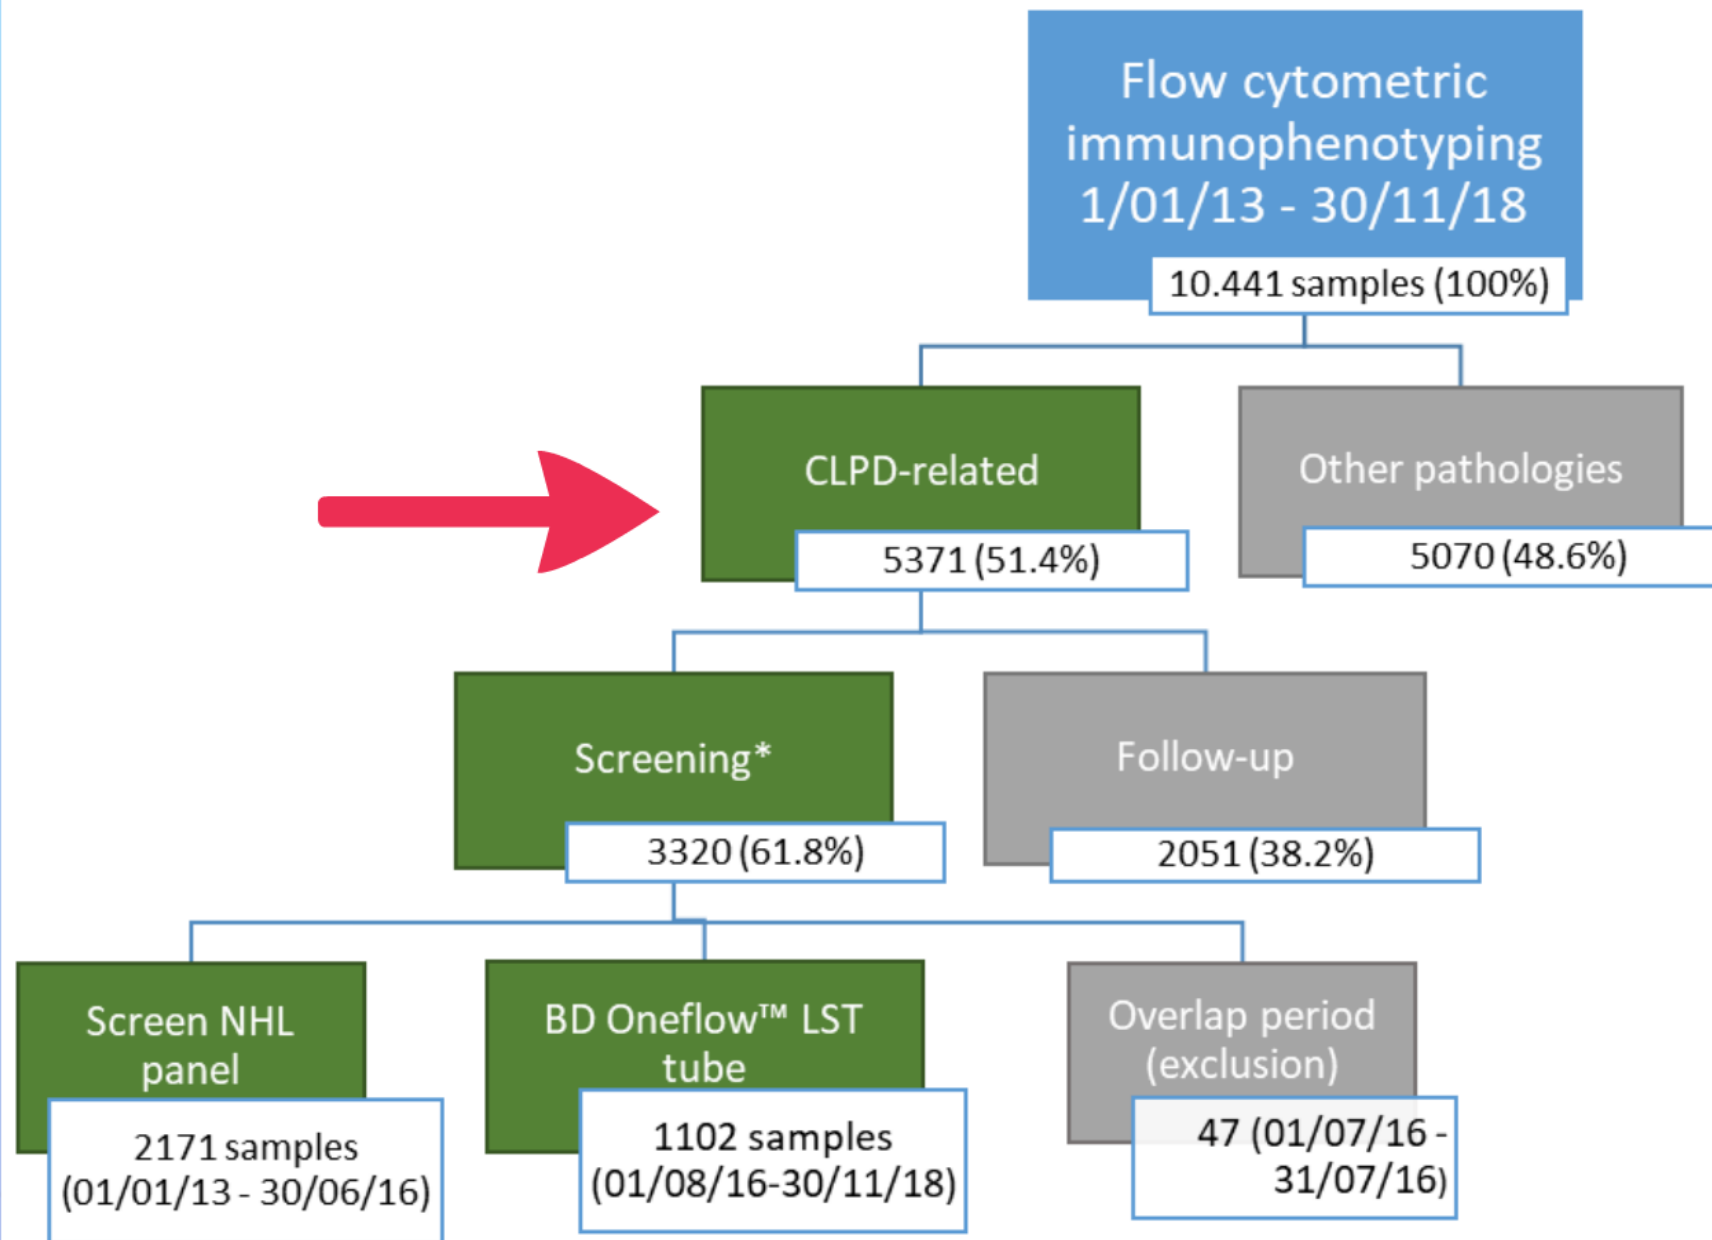 Flow cytometric
immunophenotyping
1/01/13 - 30/11/18
10.441 samples (100%)
CLPD-related
5371 (51.4%)
Other pathologies
5070 (48.6%)
Screening*
3320 (61.8%)
Follow-up
2051 (38.2%)
Screen NHL
panel
2171 samples
(01/01/13 - 30/06/16)
BD Oneflow™ LST
tube
1102 samples
(01/08/16-30/11/18)
Overlap period
(exclusion)
47 (01/07/16 -
31/07/16)